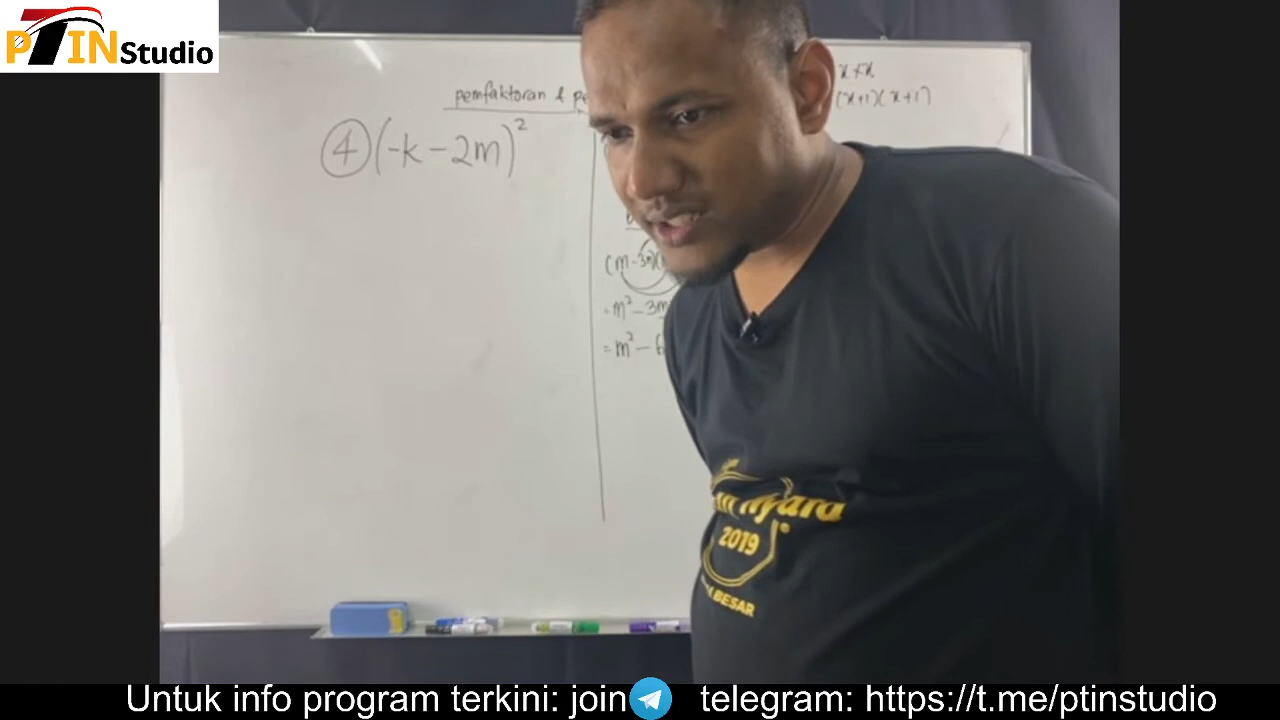 PTIN Studio
pemfaktoran &
x + x
(x+1)(x+1)
④ (-k - 2m)²
(m - 3n)(
= m² - 3m
= m² - 6
2019
BESAR
Untuk info program terkini: join telegram: https://t.me/ptinstudio